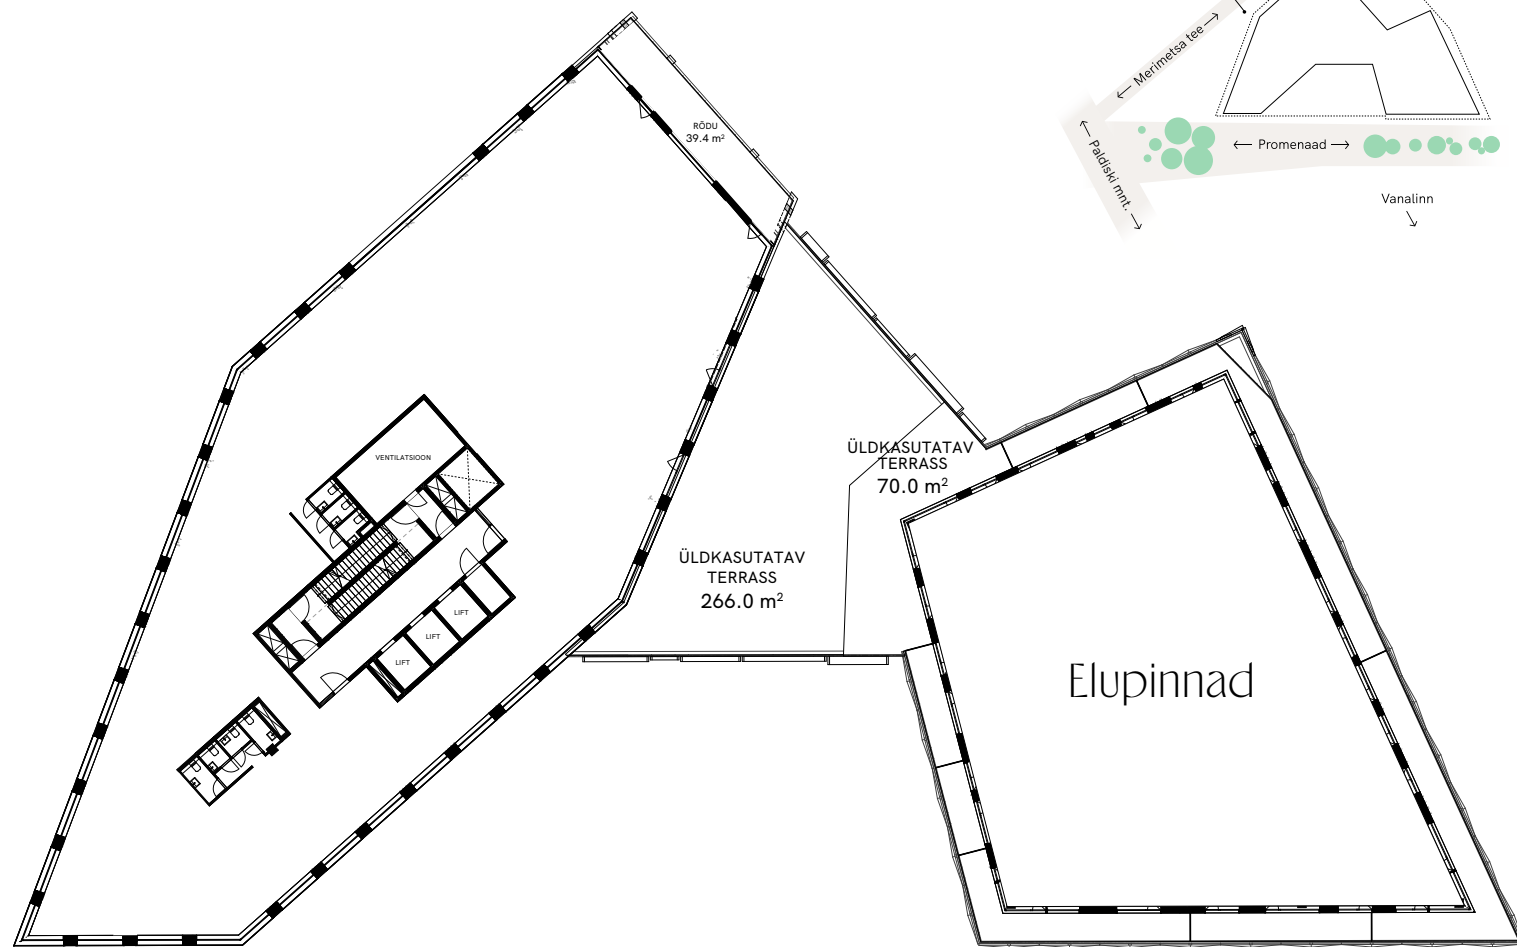 Merimetsa tee
Promenaad
Paldiski mnt.
Vanalinn
RÕDU
39.4 m²
VENTILATSIOON
ÜLDKASUTATAV
TERRASS
70.0 m²
ÜLDKASUTATAV
TERRASS
266.0 m²
LIFT
LIFT
LIFT
Elupinnad